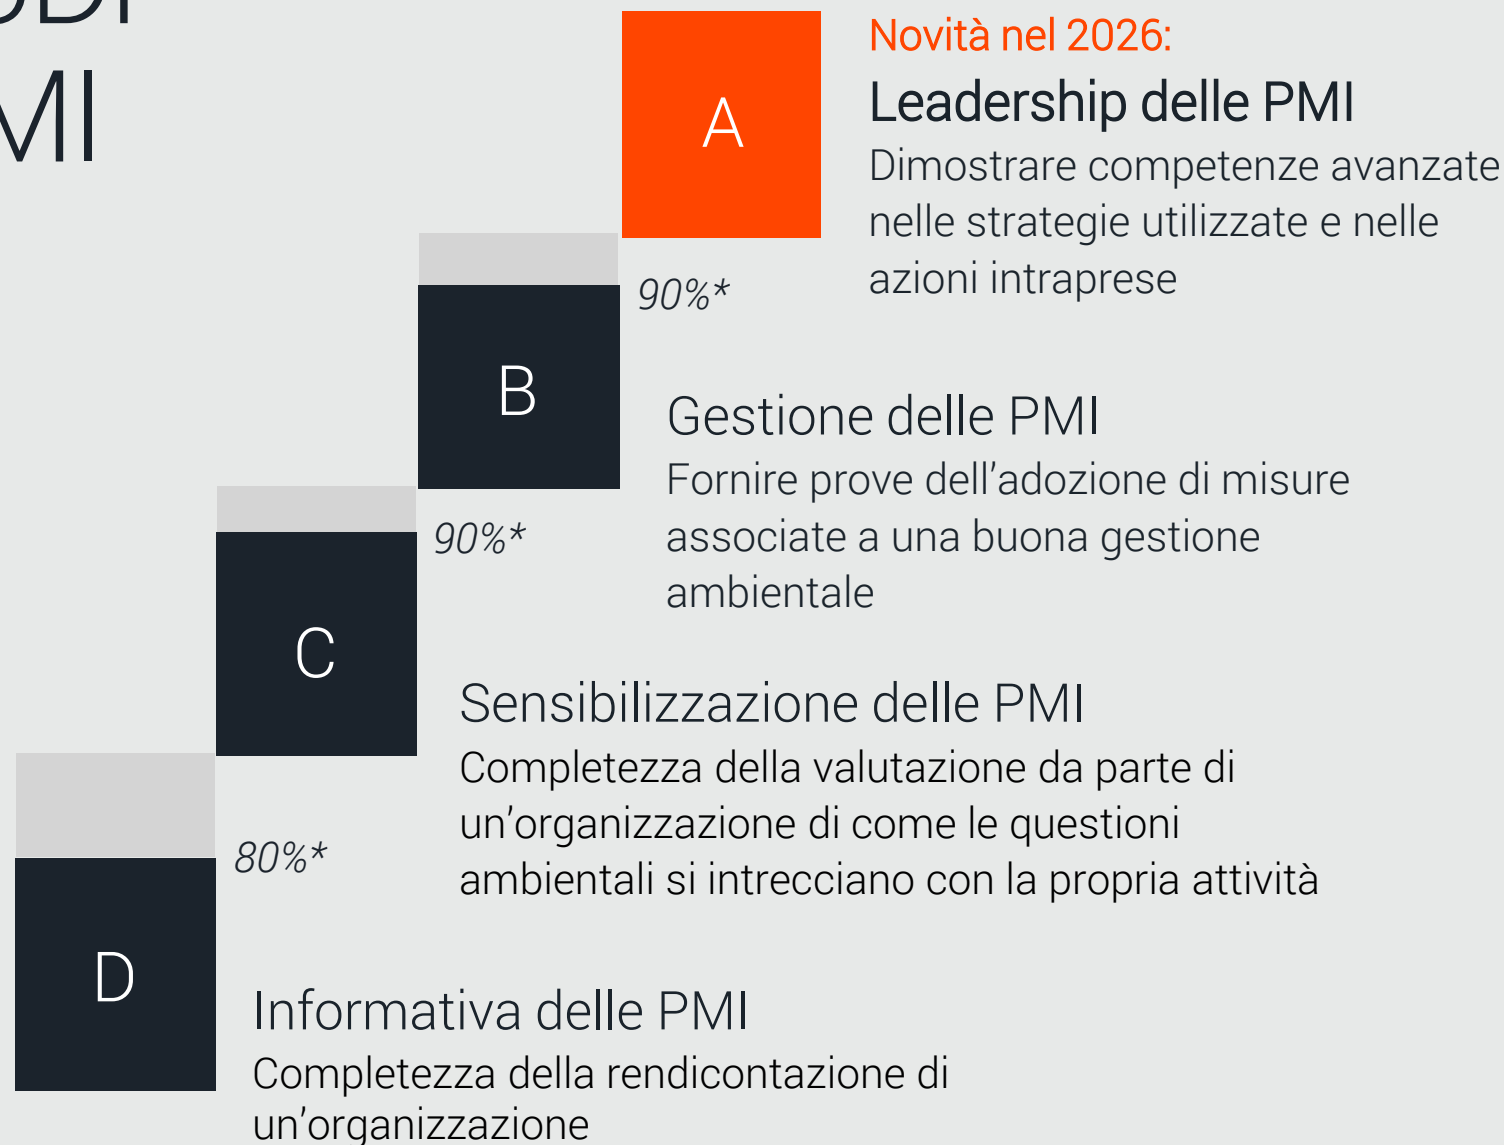 MI
A
Novità nel 2026:
Leadership delle PMI
Dimostrare competenze avanzate
nelle strategie utilizzate e nelle
azioni intraprese
90%*
B
Gestione delle PMI
Fornire prove dell’adozione di misure
associate a una buona gestione
ambientale
90%*
C
Sensibilizzazione delle PMI
Completezza della valutazione da parte di
un’organizzazione di come le questioni
ambientali si intrecciano con la propria attività
80%*
D
Informativa delle PMI
Completezza della rendicontazione di
un’organizzazione